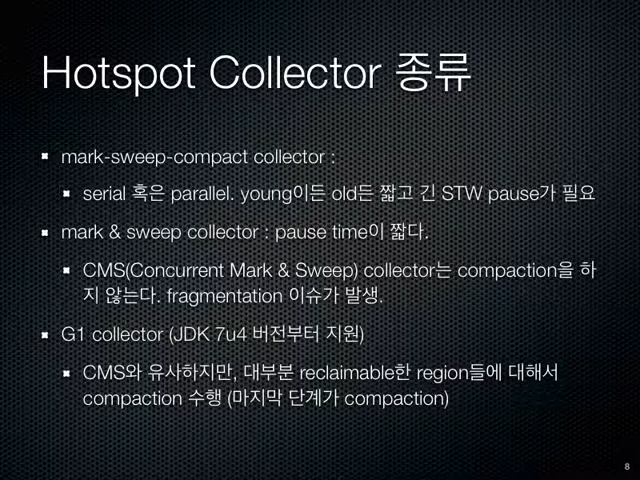 Hotspot Collector 종류
mark-sweep-compact collector :
serial 혹은 parallel. young이든 old든 짧고 긴 STW pause가 필요
mark & sweep collector : pause time이 짧다.
CMS(Concurrent Mark & Sweep) collector는 compaction을 하
지 않는다. fragmentation 이슈가 발생.
G1 collector (JDK 7u4 버전부터 지원)
CMS와 유사하지만, 대부분 reclaimable한 region들에 대해서
compaction 수행 (마지막 단계가 compaction)
8